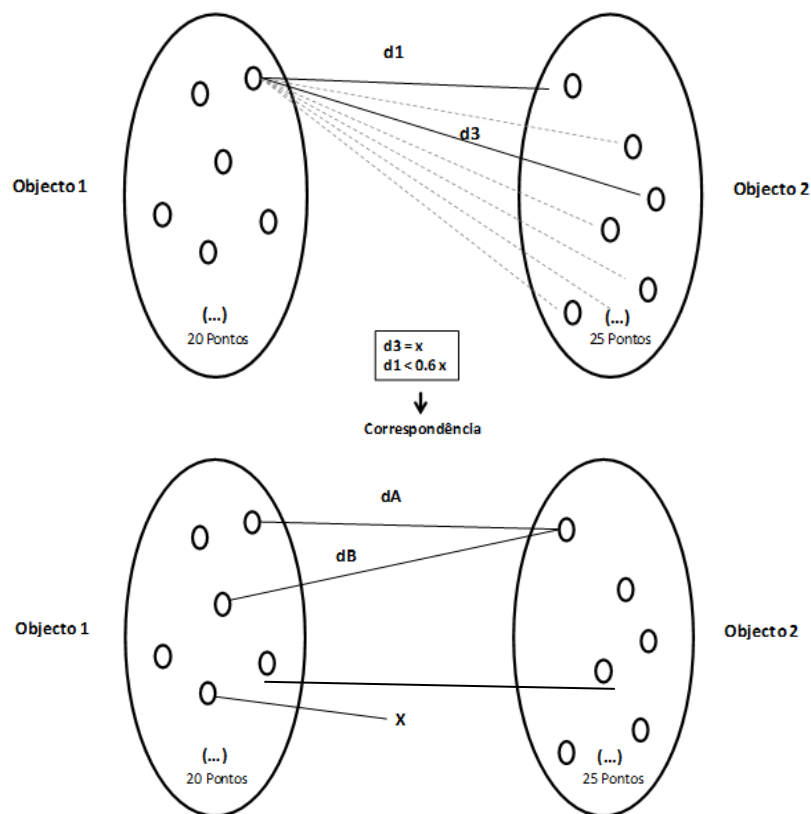 d1
d3
Objecto 1
Objecto 2
(...)
20 Pontos
(...)
25 Pontos
d3 = x
d1 < 0.6 x
Correspondência
dA
dB
Objecto 1
Objecto 2
X
(...)
20 Pontos
(...)
25 Pontos